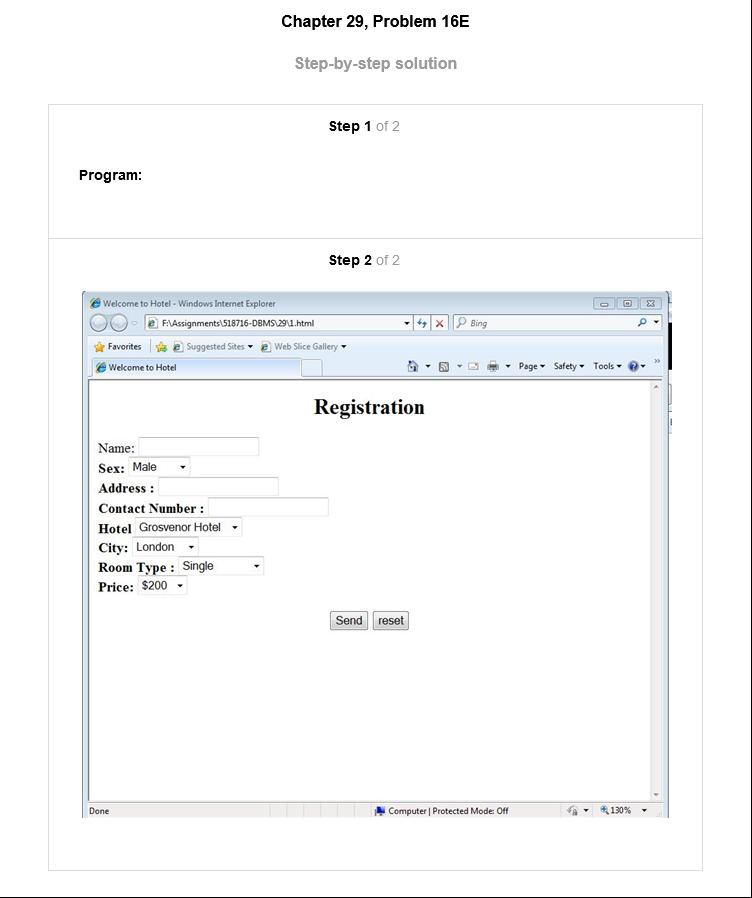 Chapter 29, Problem 16E
Step-by-step solution
Step 1 of 2
Program:
Step 2 of 2
Welcome to Hotel - Windows Internet Explorer
F:\Assignments\518716-DBMS\29\1.html
Bing
Favorites Suggested Sites Web Slice Gallery
Welcome to Hotel Page Safety Tools
Registration
Name:
Sex: Male
Address :
Contact Number :
Hotel Grosvenor Hotel
City: London
Room Type : Single
Price: $200
Send reset
Done Computer | Protected Mode: Off 130%